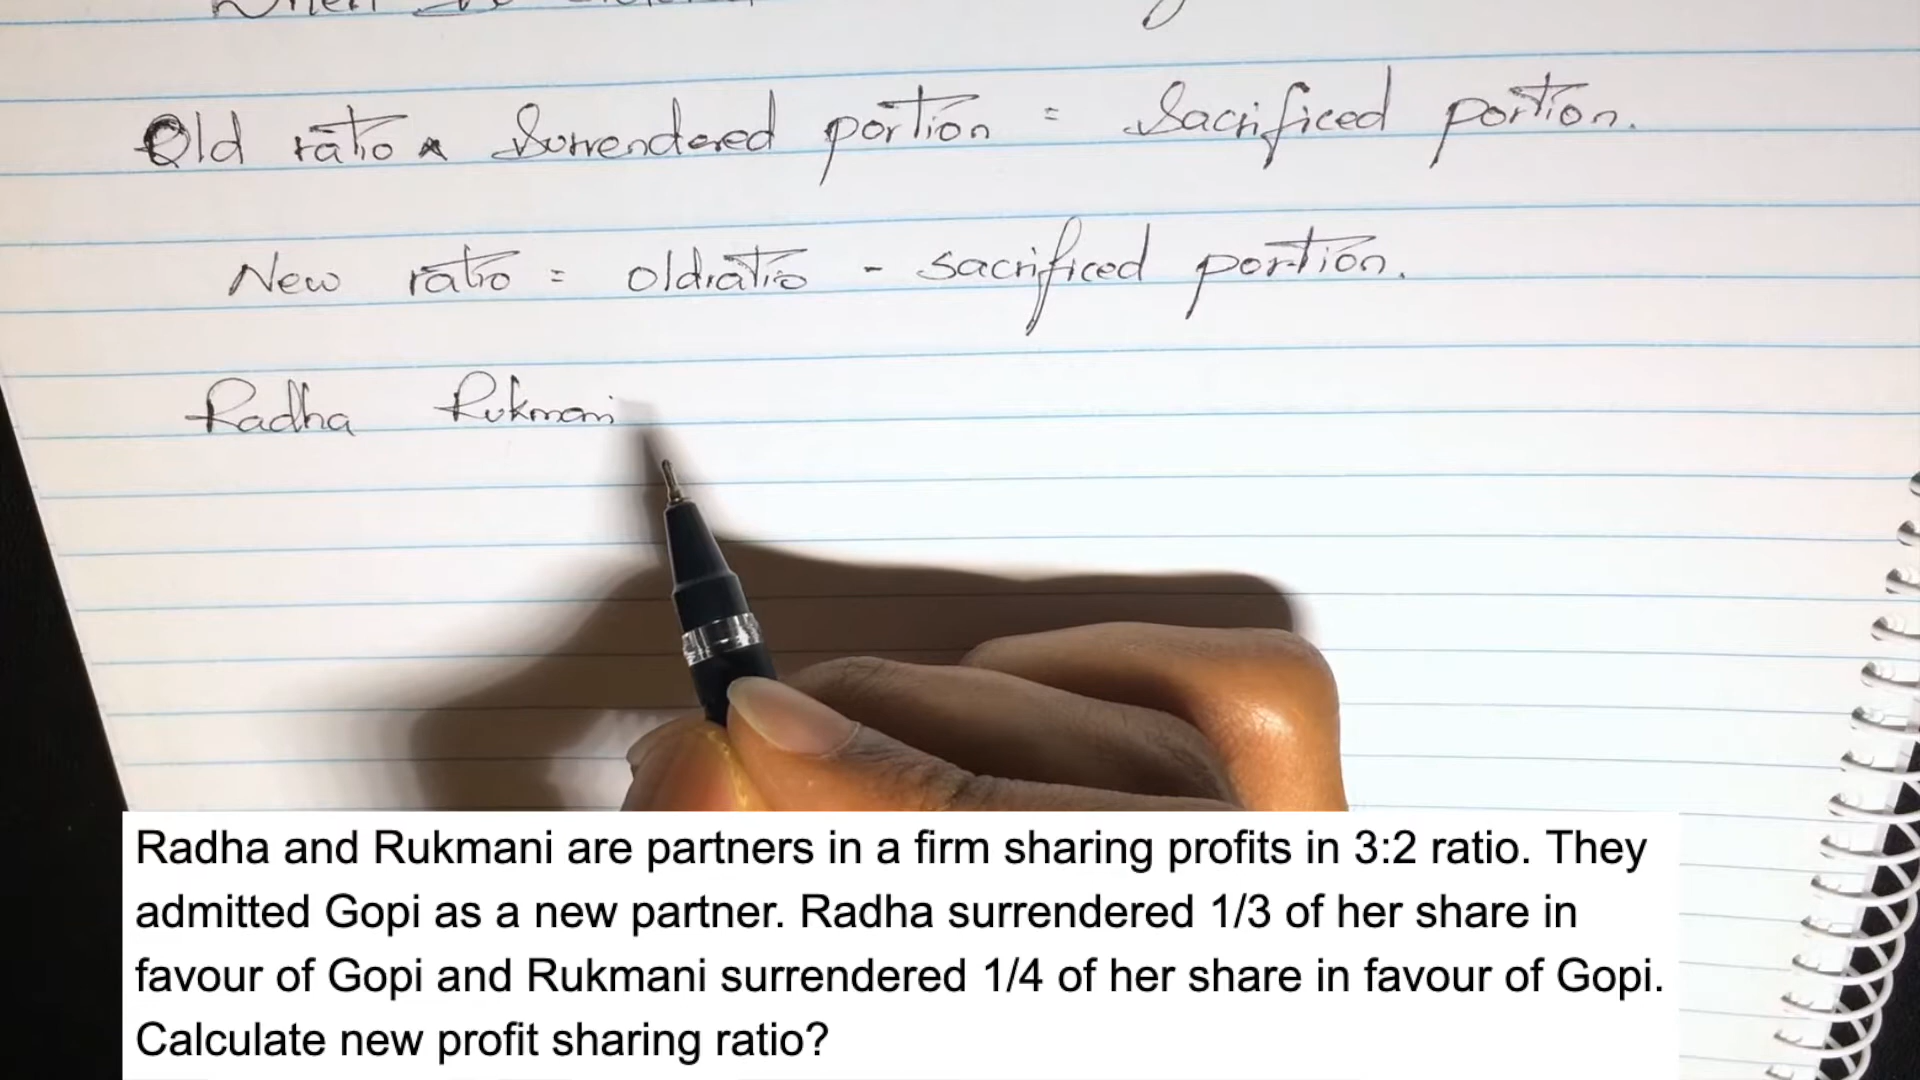 When
Old ratio x Surrendered portion = Sacrificed portion.
New ratio = old ratio - sacrificed portion.
Radha Rukmani
Radha and Rukmani are partners in a firm sharing profits in 3:2 ratio. They
admitted Gopi as a new partner. Radha surrendered 1/3 of her share in
favour of Gopi and Rukmani surrendered 1/4 of her share in favour of Gopi.
Calculate new profit sharing ratio?